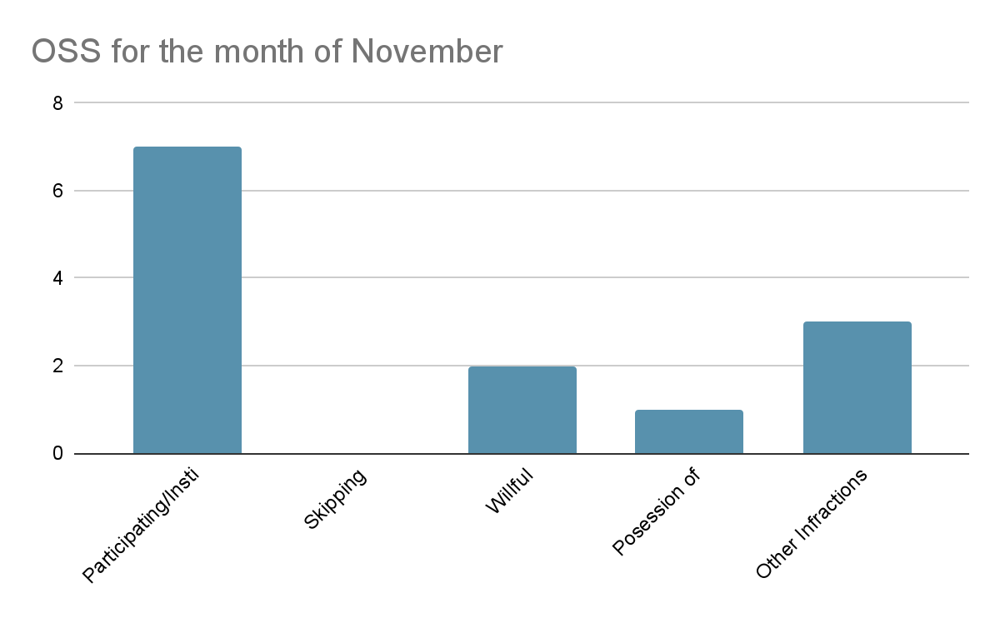 OSS for the month of November
8
6
4
2
0
Participating/Insti
Skipping
Willful
Posession of
Other Infractions